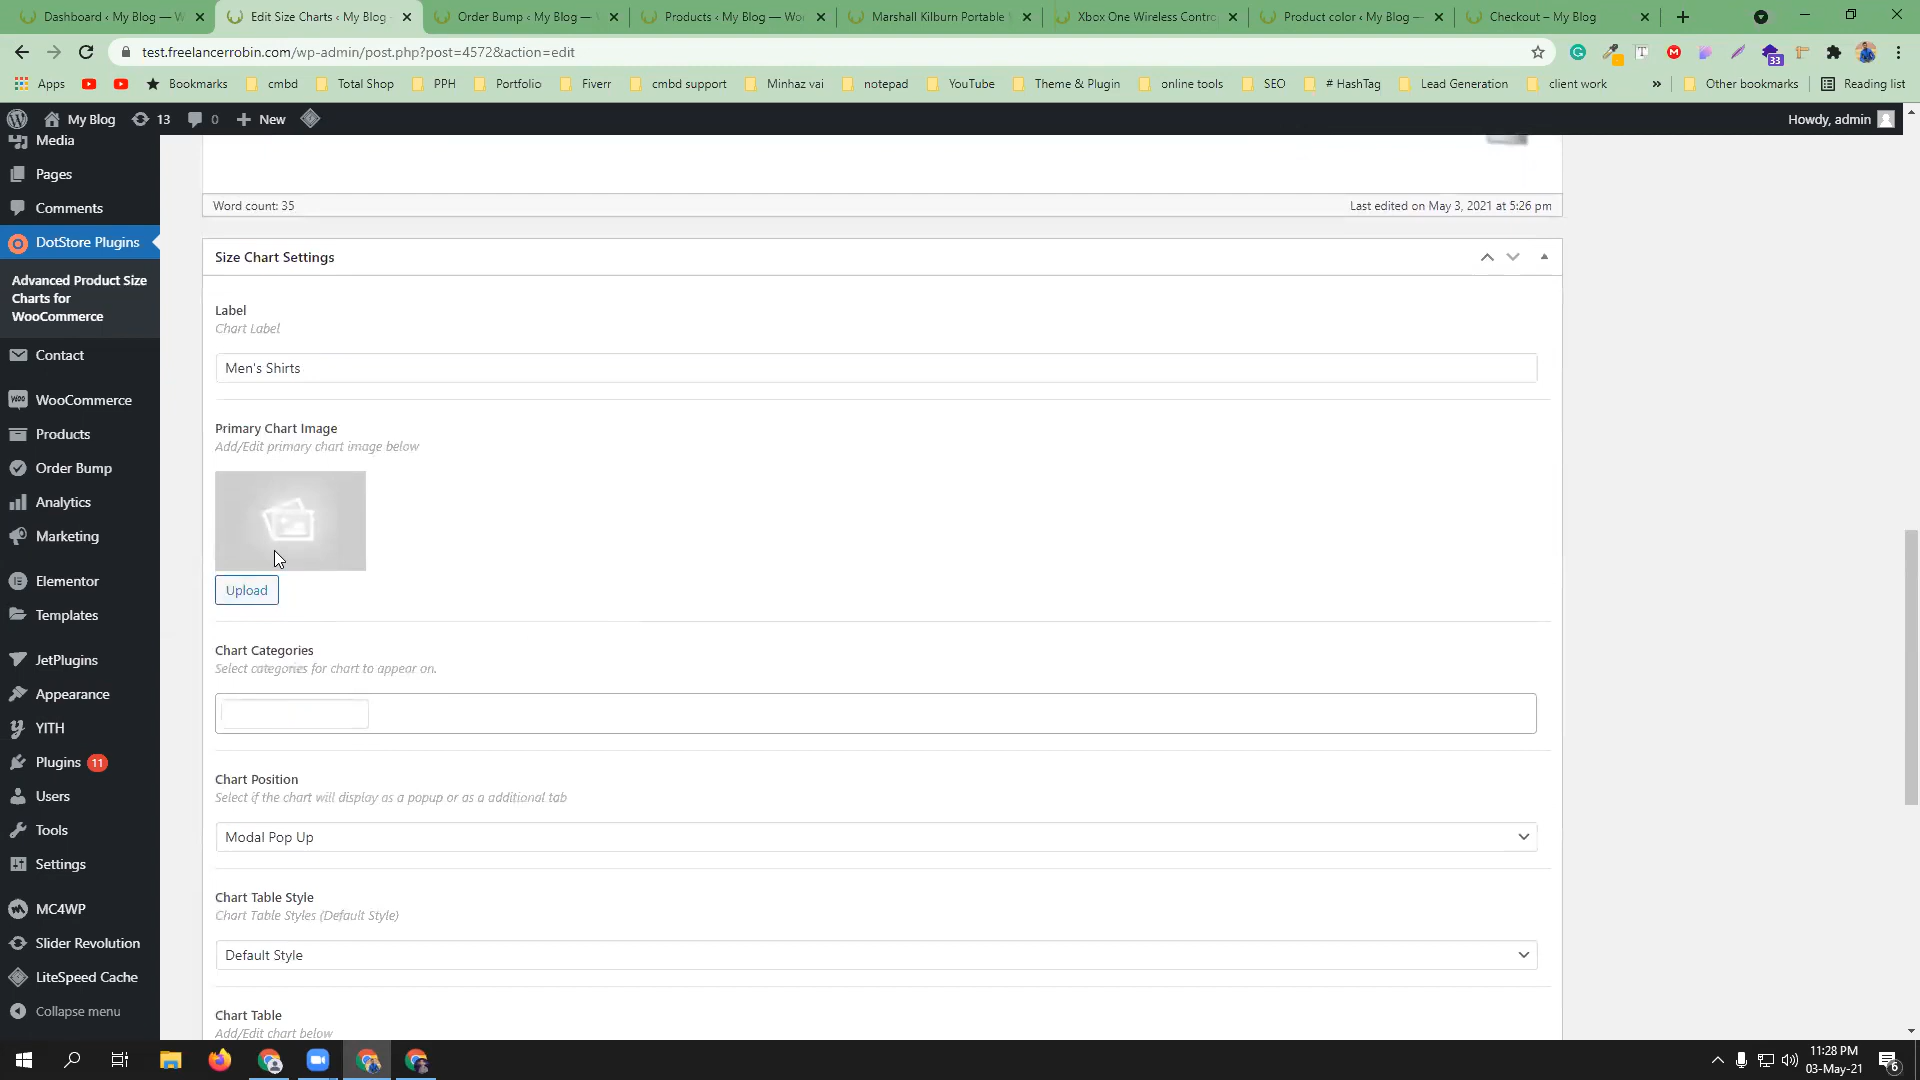 Dashboard ‹ My Blog — W
Edit Size Charts ‹ My Blog
Order Bump ‹ My Blog —
Products ‹ My Blog — Woo
Marshall Kilburn Portable
Xbox One Wireless Contro
Product color ‹ My Blog —
Checkout – My Blog
test.freelancerrobin.com/wp-admin/post.php?post=4572&action=edit
33
Apps
Bookmarks
cmbd
Total Shop
PPH
Portfolio
Fiverr
cmbd support
Minhaz vai
notepad
YouTube
Theme & Plugin
online tools
SEO
# HashTag
Lead Generation
client work
»
Other bookmarks
Reading list
My Blog
13
0
New
Howdy, admin
Media
Pages
Comments
DotStore Plugins
Advanced Product Size
Charts for
WooCommerce
Contact
WooCommerce
Products
Order Bump
Analytics
Marketing
Elementor
Templates
JetPlugins
Appearance
YITH
Plugins 11
Users
Tools
Settings
MC4WP
Slider Revolution
LiteSpeed Cache
Collapse menu
Word count: 35
Last edited on May 3, 2021 at 5:26 pm
Size Chart Settings
Label
Chart Label
Men's Shirts
Primary Chart Image
Add/Edit primary chart image below
Upload
Chart Categories
Select categories for chart to appear on.
Chart Position
Select if the chart will display as a popup or as a additional tab
Modal Pop Up
Chart Table Style
Chart Table Styles (Default Style)
Default Style
Chart Table
Add/Edit chart below
11:28 PM
03-May-21
6